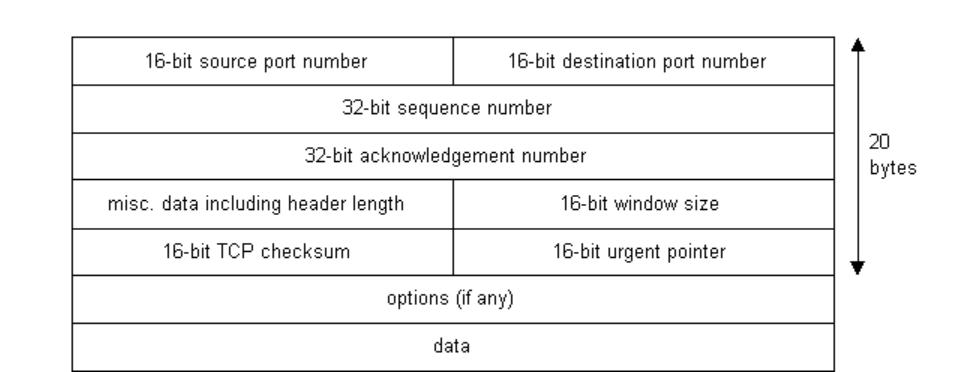 16-bit source port number
16-bit destination port number
32-bit sequence number
32-bit acknowledgement number
20
bytes
misc. data including header length
16-bit window size
16-bit TCP checksum
16-bit urgent pointer
options (if any)
data